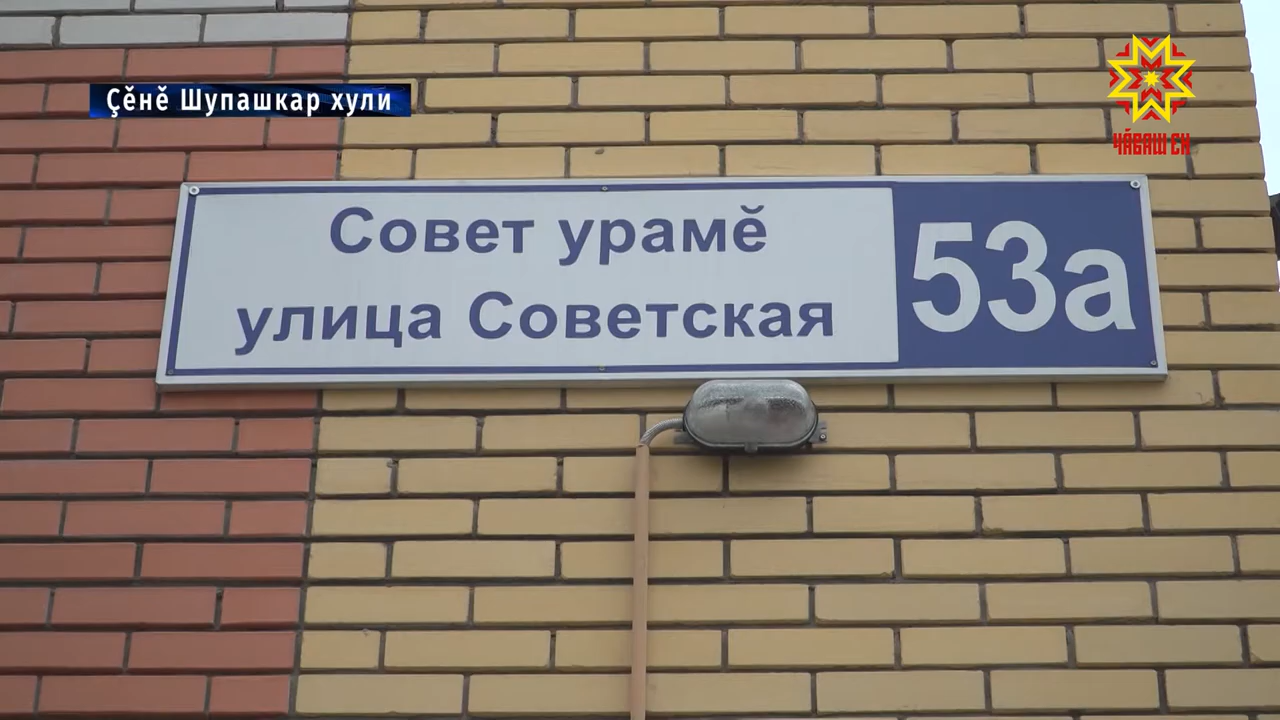 Ҫӗнӗ Шупашкар хули
ЧӐВАШ ЕН
Совет урамӗ
улица Советская
53а